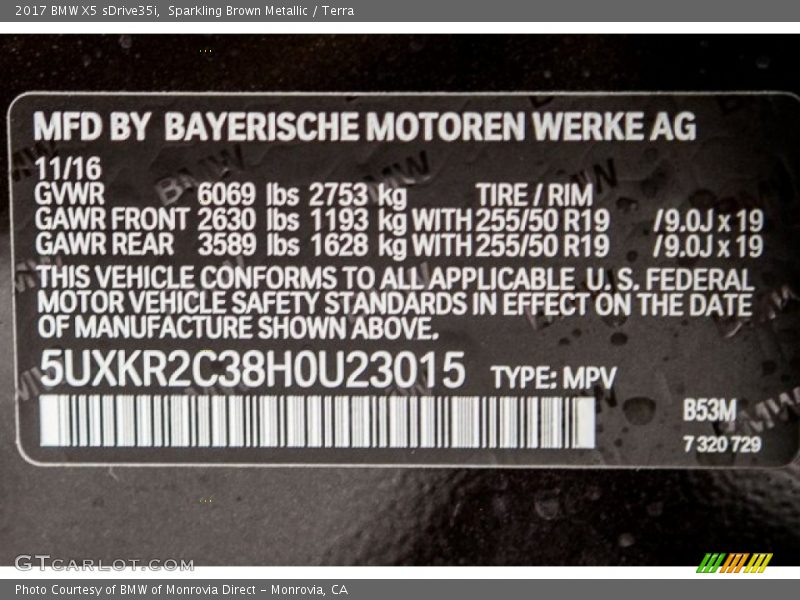 2017 BMW X5 sDrive35i, Sparkling Brown Metallic / Terra
MFD BY BAYERISCHE MOTOREN WERKE AG
11/16
GVWR 6069 lbs 2753 kg TIRE / RIM
GAWR FRONT 2630 lbs 1193 kg WITH 255/50 R19 /9.0J x 19
GAWR REAR 3589 lbs 1628 kg WITH 255/50 R19 /9.0J x 19
THIS VEHICLE CONFORMS TO ALL APPLICABLE U.S. FEDERAL
MOTOR VEHICLE SAFETY STANDARDS IN EFFECT ON THE DATE
OF MANUFACTURE SHOWN ABOVE.
5UXKR2C38H0U23015 TYPE: MPV
B53M
7 320 729
GTCARLOT.COM
Photo Courtesy of BMW of Monrovia Direct - Monrovia, CA